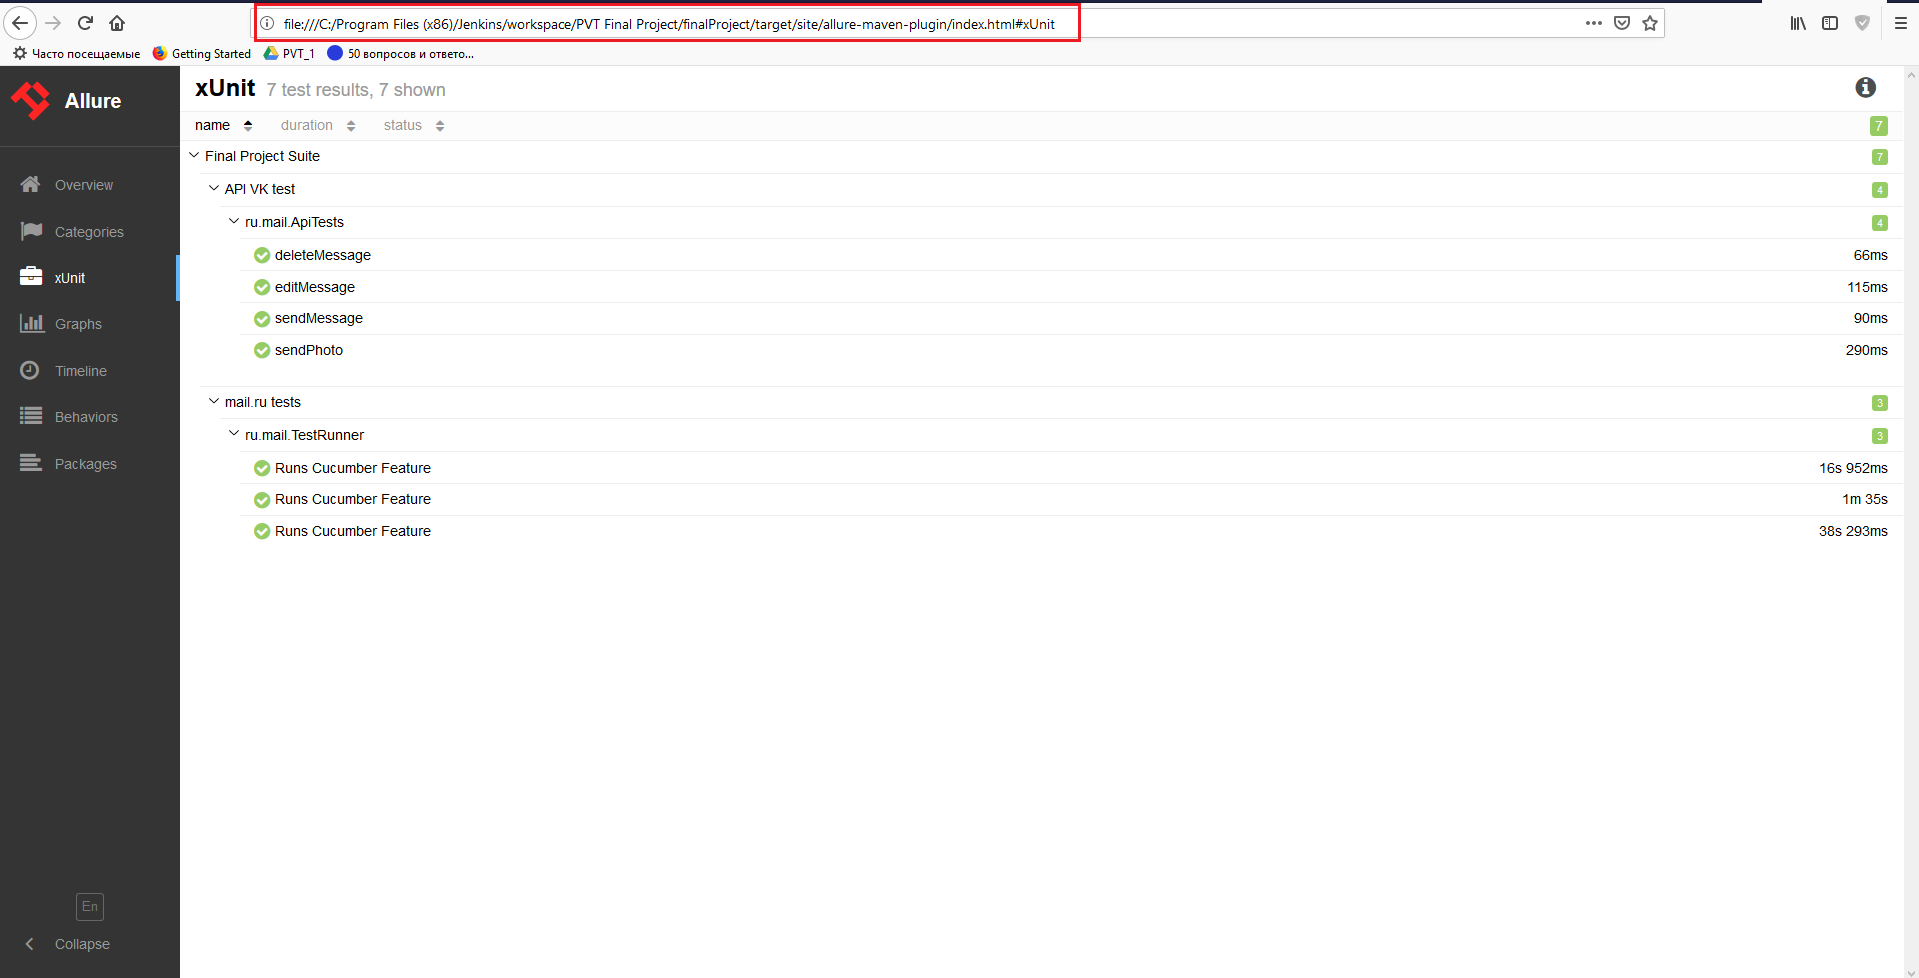 file:///C:/Program Files (x86)/Jenkins/workspace/PVT Final Project/finalProject/target/site/allure-maven-plugin/index.html#xUnit
Часто посещаемые Getting Started PVT_1 50 вопросов и ответо...
Allure
Overview
Categories
xUnit
Graphs
Timeline
Behaviors
Packages
En
Collapse
xUnit 7 test results, 7 shown
name duration status 7
Final Project Suite 7
API VK test 4
ru.mail.ApiTests 4
deleteMessage 66ms
editMessage 115ms
sendMessage 90ms
sendPhoto 290ms
mail.ru tests 3
ru.mail.TestRunner 3
Runs Cucumber Feature 16s 952ms
Runs Cucumber Feature 1m 35s
Runs Cucumber Feature 38s 293ms